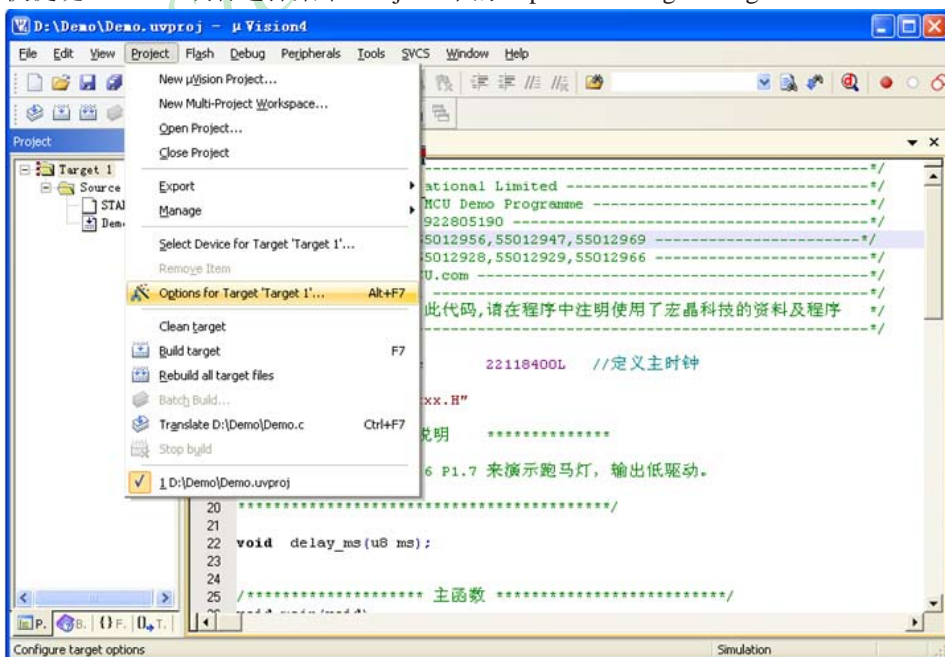 D:\Demo\Demo.uvproj - µVision4
File Edit View Project Flash Debug Peripherals Tools SVCS Window Help
Project
Target 1
Source
New µVision Project...
New Multi-Project Workspace...
Open Project...
Close Project
Export
Manage
Select Device for Target 'Target 1'...
Remove Item
Options for Target 'Target 1'... Alt+F7
Clean target
Build target F7
Rebuild all target files
Batch Build...
Translate D:\Demo\Demo.c Ctrl+F7
Stop build
1 D:\Demo\Demo.uvproj
---------------------------------------------------*/
ational Limited ----------------------------------*/
MCU Demo Programme -------------------------------*/
922805190 ----------------------------------------*/
5012956,55012947,55012969 ------------------------*/
5012928,55012929,55012966 ------------------------*/
U.com --------------------------------------------*/
---------------------------------------------------*/
此代码,请在程序中注明使用了宏晶科技的资料及程序 */
---------------------------------------------------*/
22118400L //定义主时钟
xx.H"
说明 **************
6 P1.7 来演示跑马灯，输出低驱动。
20 ******************************************/
21
22 void delay_ms(u8 ms);
23
24
25 /******************** 主函数 **************************/
P. B. {} F. 0 T.
Configure target options Simulation